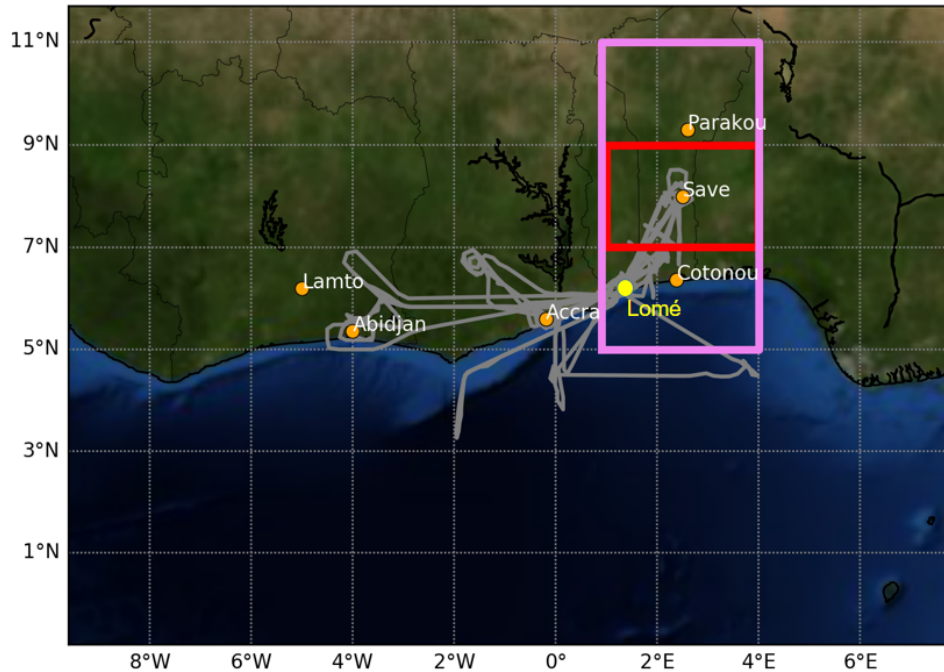 11°N
9°N
7°N
5°N
3°N
1°N
Parakou
Save
Cotonou
Lamto
Lomé
Accra
Abidjan
8°W
6°W
4°W
2°W
0°
2°E
4°E
6°E